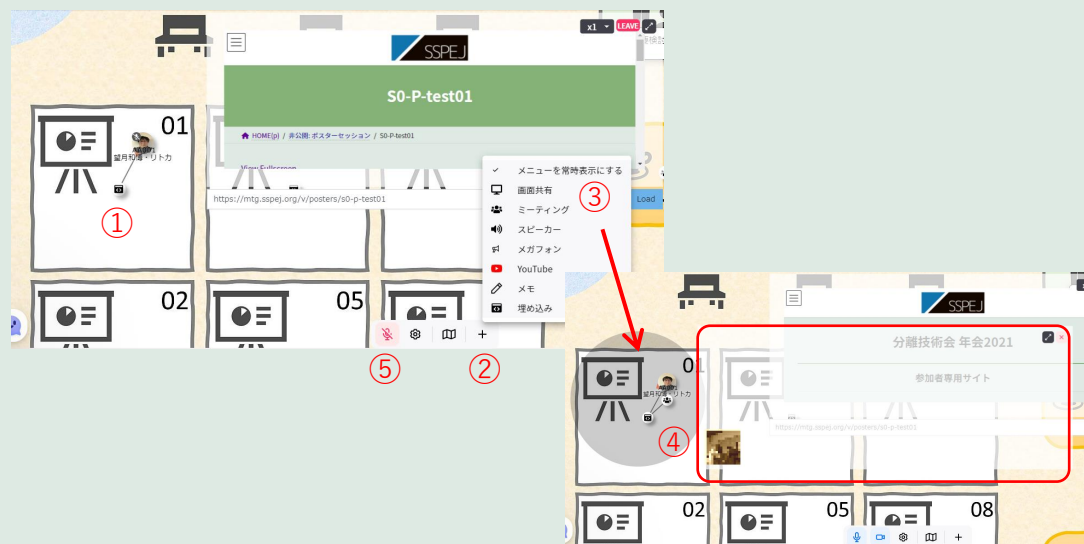 x1
LEAVE
SSPEJ
S0-P-test01
HOME(p) / 非公開: ポスターセッション / S0-P-test01
View Fullscreen
01
望月和博・リトカ
①
https://mtg.sspej.org/v/posters/s0-p-test01
Load
メニューを常時表示にする
画面共有
③
ミーティング
スピーカー
メガフォン
YouTube
メモ
埋め込み
02
05
⑤
②
SSPEJ
分離技術会 年会2021
参加者専用サイト
01
望月和博・リトカ
https://mtg.sspej.org/v/posters/s0-p-test01
④
02
05
08